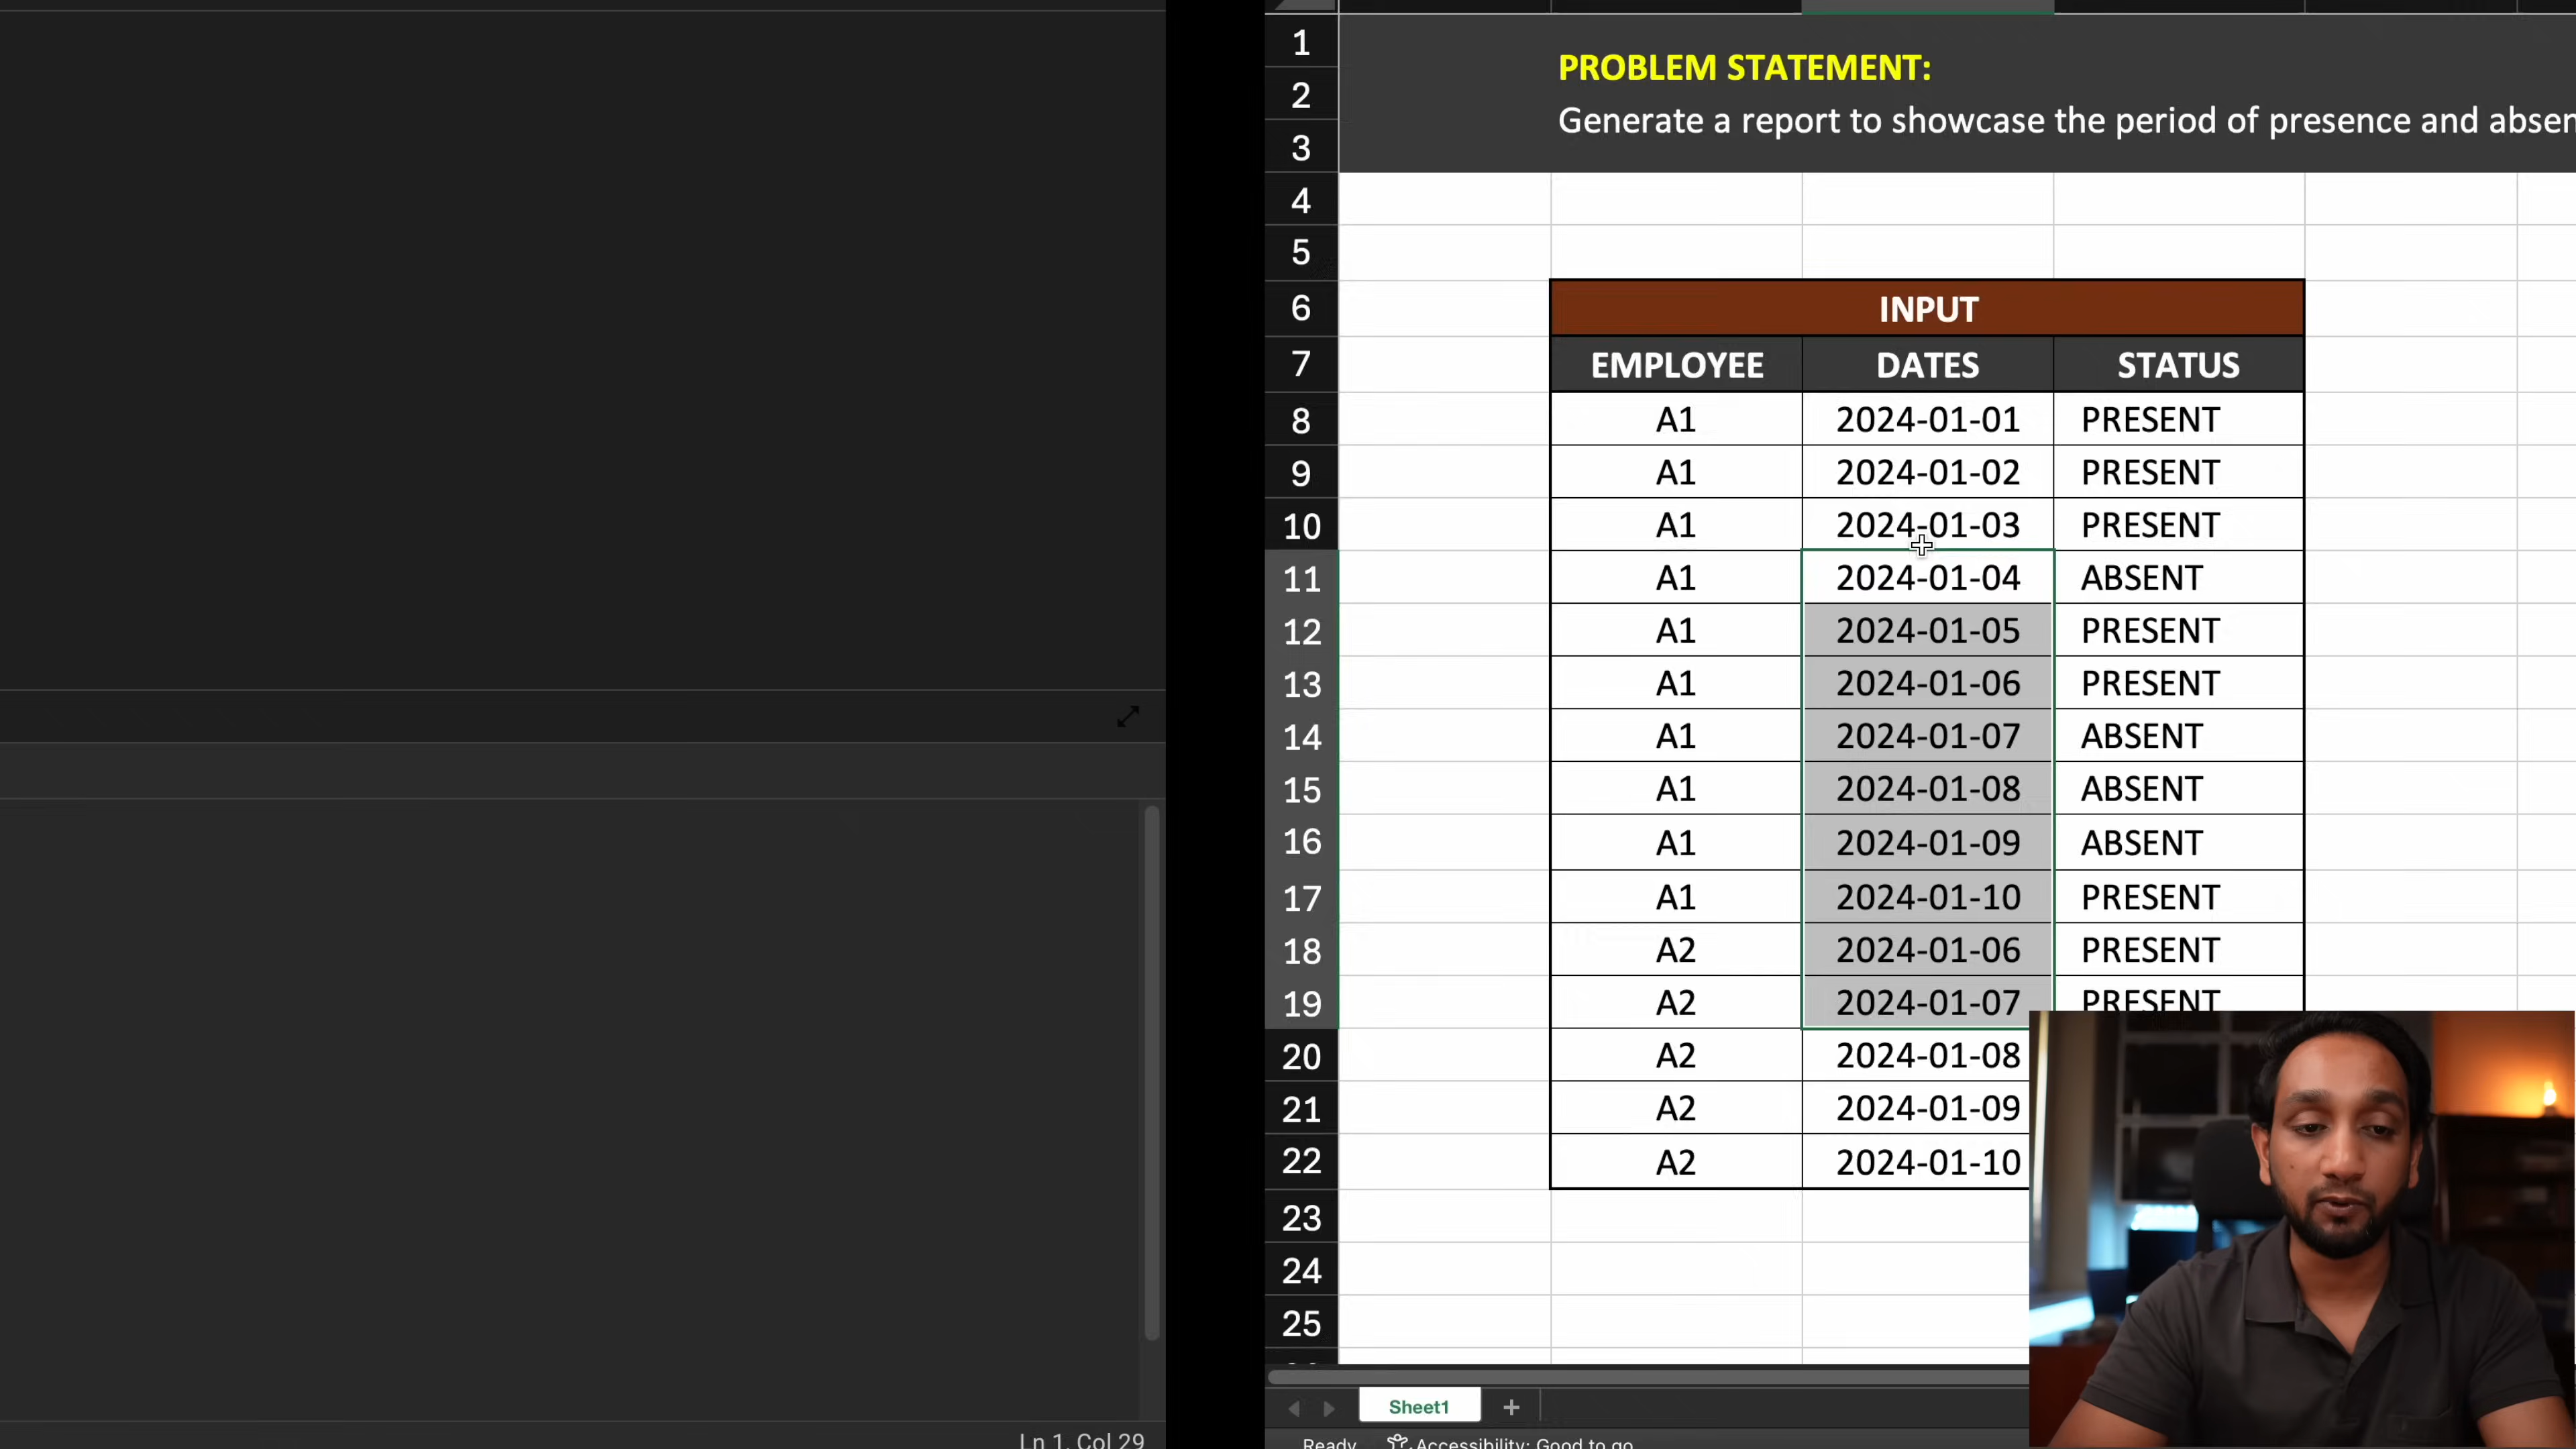 1
PROBLEM STATEMENT:
2
Generate a report to showcase the period of presence and absen
3
4
5
6 INPUT
7 EMPLOYEE DATES STATUS
8 A1 2024-01-01 PRESENT
9 A1 2024-01-02 PRESENT
10 A1 2024-01-03 PRESENT
11 A1 2024-01-04 ABSENT
12 A1 2024-01-05 PRESENT
13 A1 2024-01-06 PRESENT
14 A1 2024-01-07 ABSENT
15 A1 2024-01-08 ABSENT
16 A1 2024-01-09 ABSENT
17 A1 2024-01-10 PRESENT
18 A2 2024-01-06 PRESENT
19 A2 2024-01-07 PRESENT
20 A2 2024-01-08
21 A2 2024-01-09
22 A2 2024-01-10
23
24
25
Sheet1
Ln 1, Col 29
Ready Accessibility: Good to go